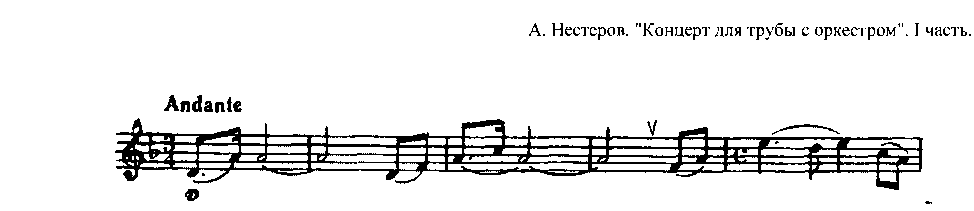 А. Нестеров. "Концерт для трубы с оркестром". I часть.
Andante